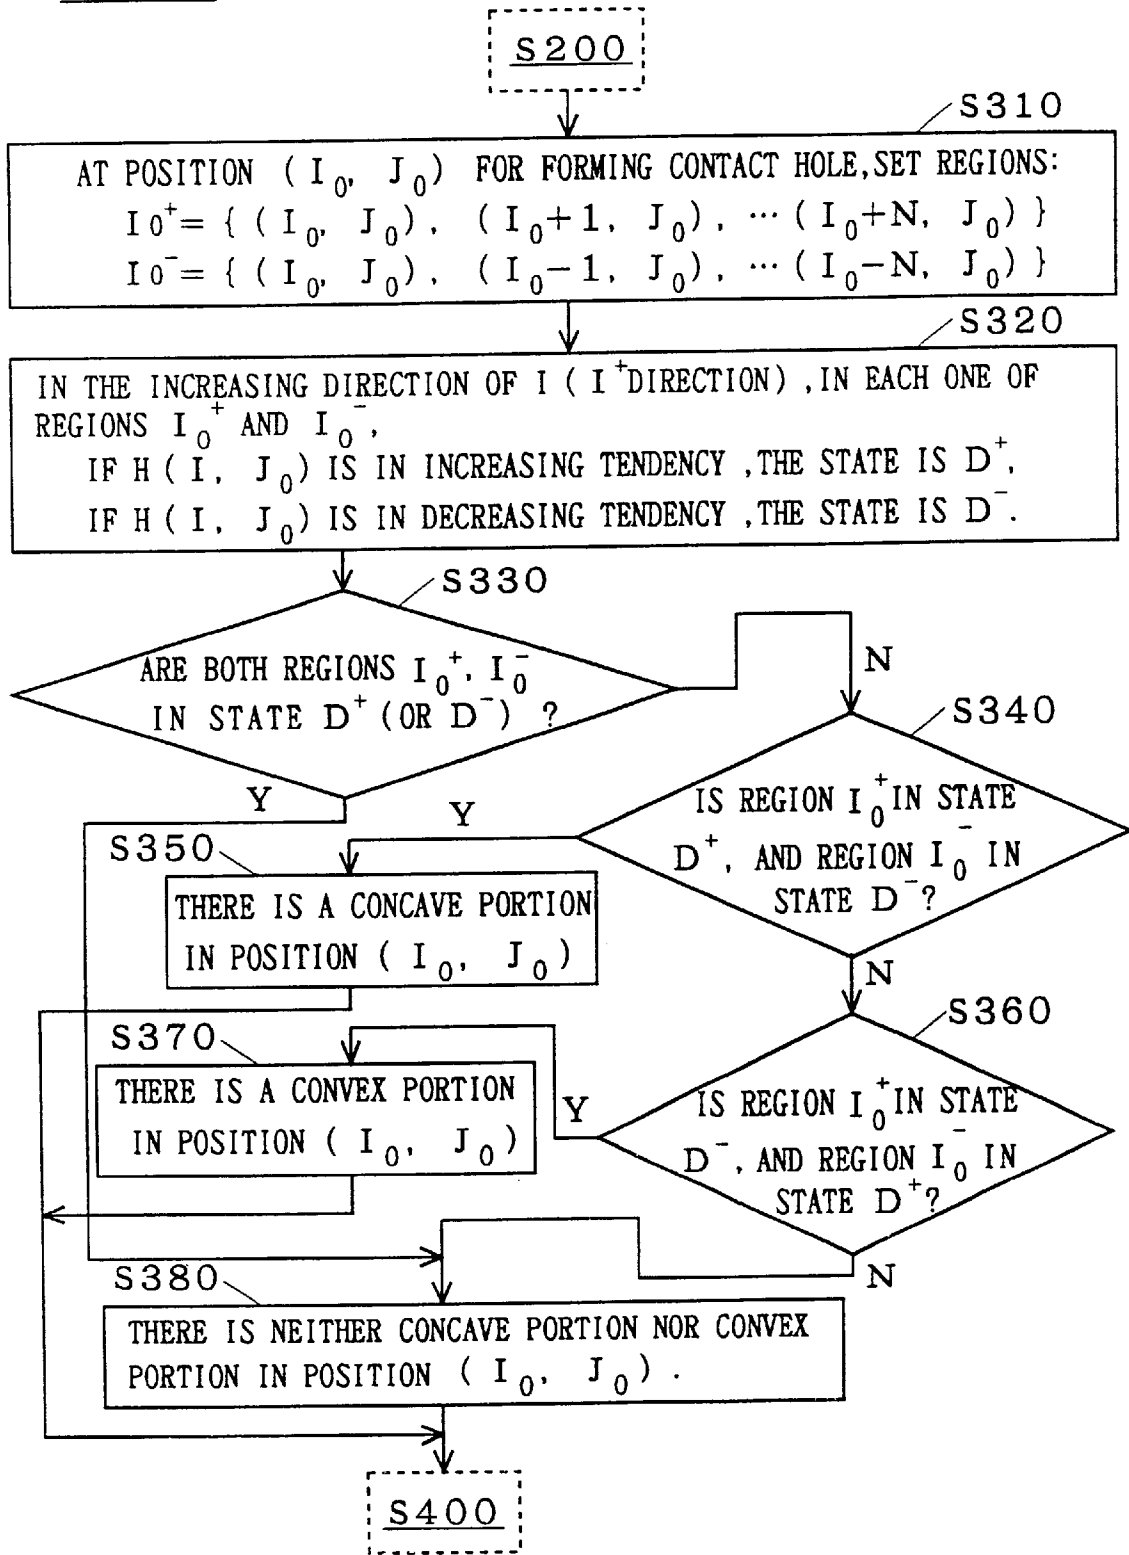 S200
S310
AT POSITION ( I₀, J₀ ) FOR FORMING CONTACT HOLE, SET REGIONS:
I0⁺= { ( I₀, J₀ ), ( I₀+1, J₀ ), ··· ( I₀+N, J₀ ) }
I0⁻= { ( I₀, J₀ ), ( I₀−1, J₀ ), ··· ( I₀−N, J₀ ) }
S320
IN THE INCREASING DIRECTION OF I ( I⁺DIRECTION) , IN EACH ONE OF
REGIONS I₀⁺ AND I₀⁻,
IF H ( I, J₀ ) IS IN INCREASING TENDENCY , THE STATE IS D⁺,
IF H ( I, J₀ ) IS IN DECREASING TENDENCY , THE STATE IS D⁻.
S330
ARE BOTH REGIONS I₀⁺, I₀⁻
IN STATE D⁺ (OR D⁻) ?
N
Y
S340
IS REGION I₀⁺ IN STATE
D⁺, AND REGION I₀⁻ IN
STATE D⁻?
Y
N
S350
THERE IS A CONCAVE PORTION
IN POSITION ( I₀, J₀ )
S360
IS REGION I₀⁺ IN STATE
D⁻, AND REGION I₀⁻ IN
STATE D⁺?
Y
N
S370
THERE IS A CONVEX PORTION
IN POSITION ( I₀, J₀ )
S380
THERE IS NEITHER CONCAVE PORTION NOR CONVEX
PORTION IN POSITION ( I₀, J₀ ) .
S400